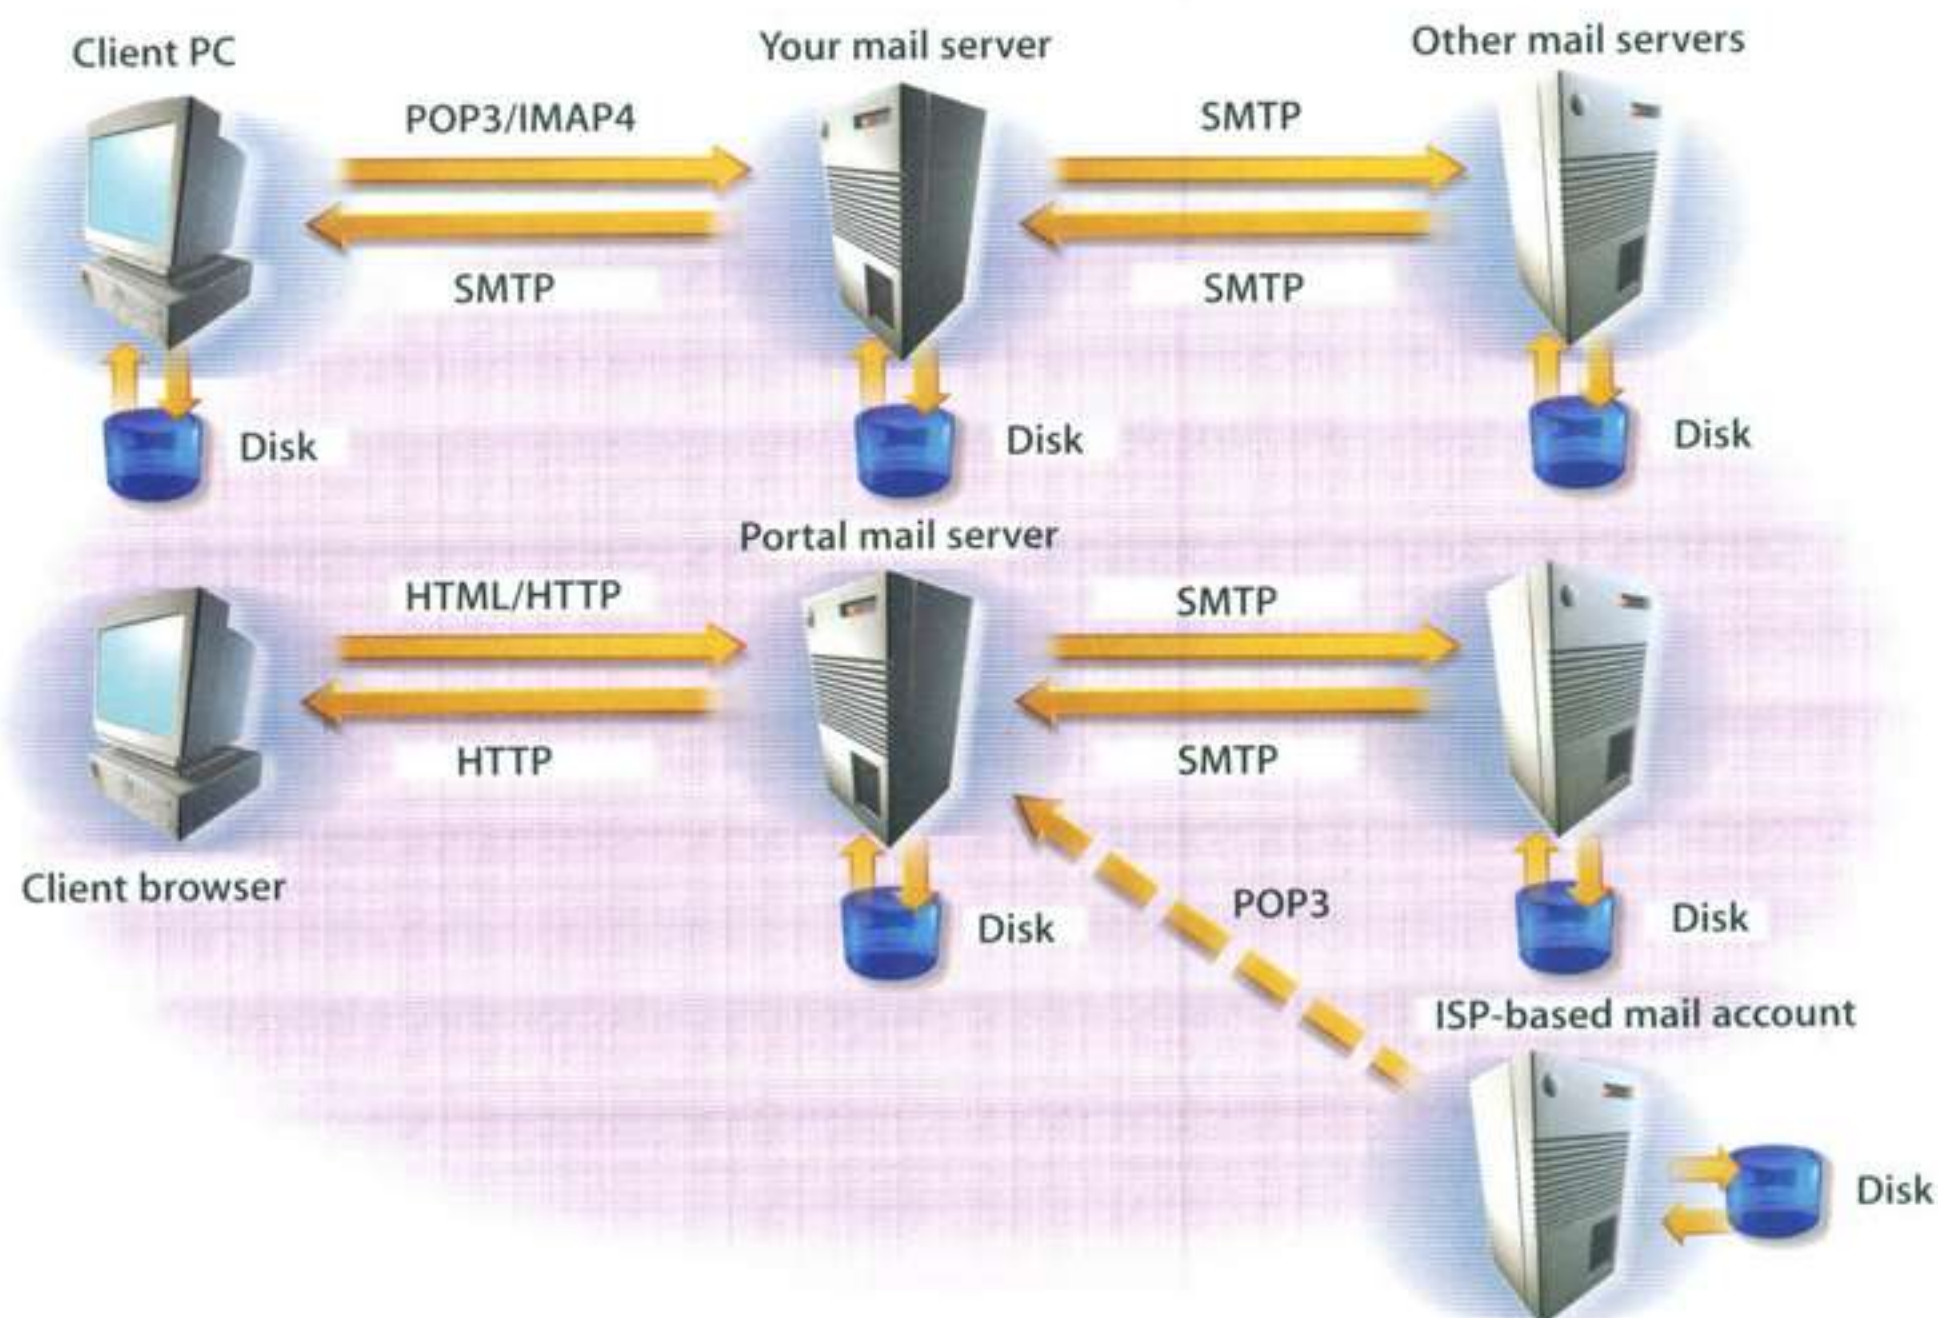 Client PC
Your mail server
Other mail servers
POP3/IMAP4
SMTP
SMTP
SMTP
Disk
Disk
Disk
Portal mail server
HTML/HTTP
SMTP
HTTP
SMTP
Client browser
POP3
Disk
Disk
ISP-based mail account
Disk